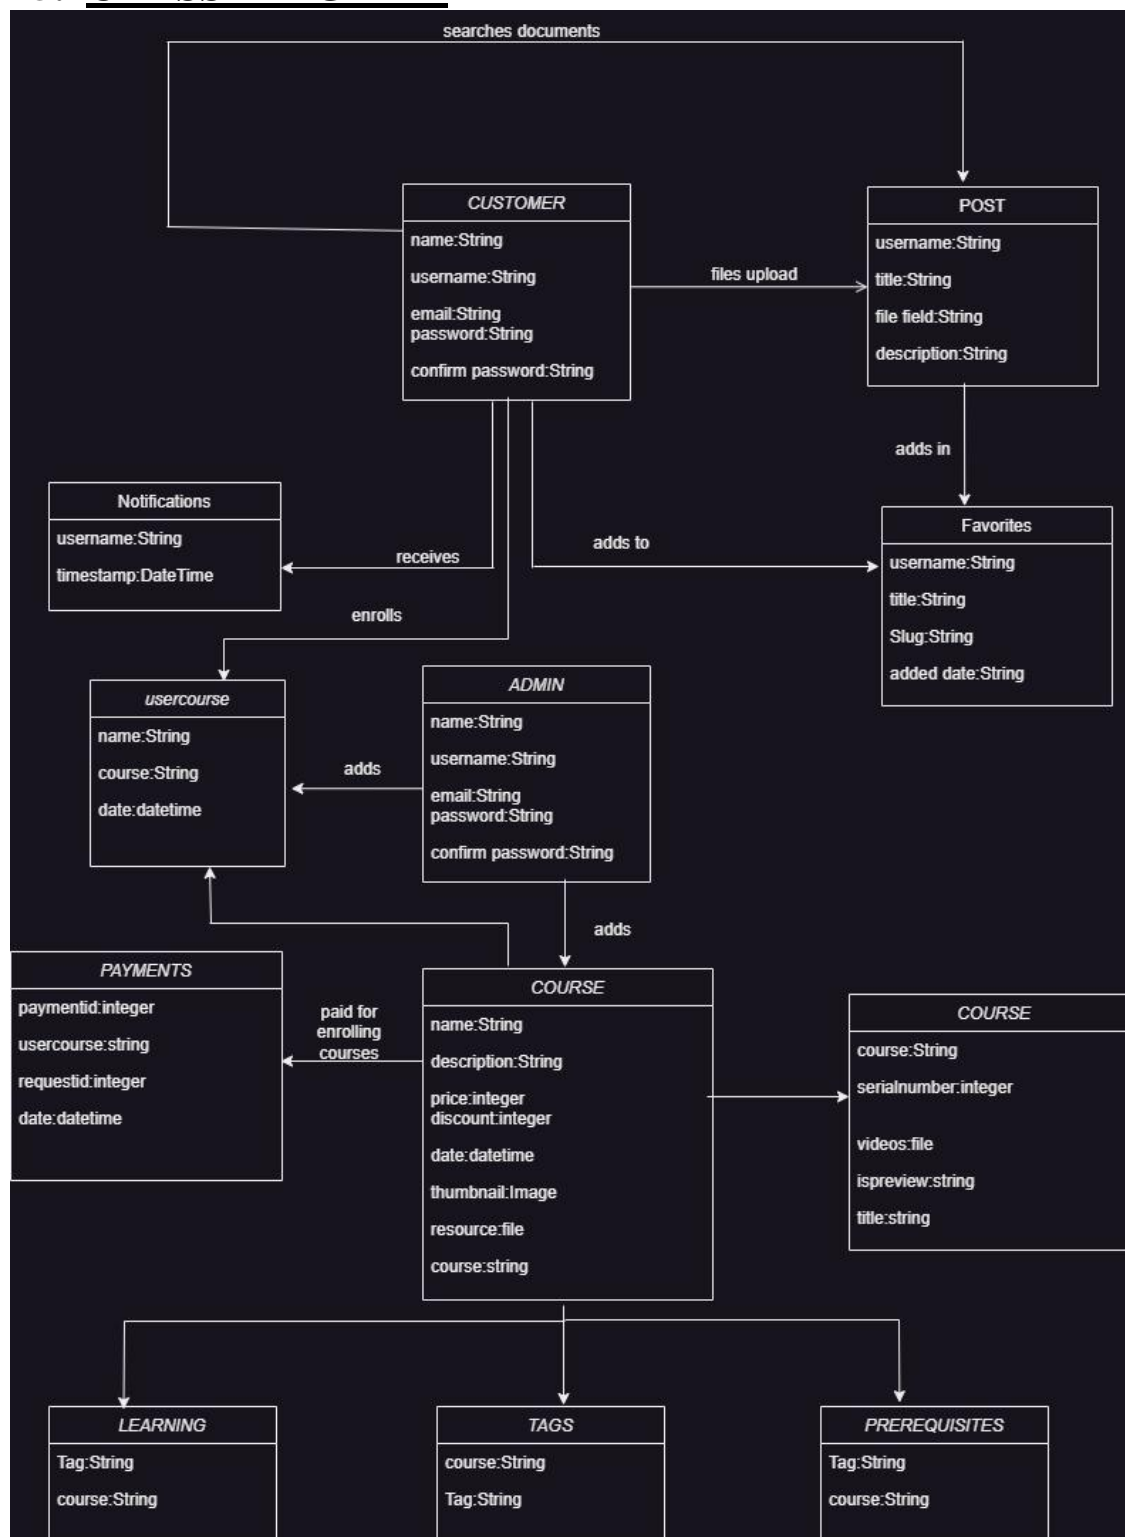 searches documents
CUSTOMER
name:String
username:String
email:String
password:String
confirm password:String
files upload
POST
username:String
title:String
file field:String
description:String
adds in
Notifications
username:String
timestamp:DateTime
receives
adds to
Favorites
username:String
title:String
Slug:String
added date:String
enrolls
usercourse
name:String
course:String
date:datetime
adds
ADMIN
name:String
username:String
email:String
password:String
confirm password:String
adds
PAYMENTS
paymentid:integer
usercourse:string
requestid:integer
date:datetime
paid for
enrolling
courses
COURSE
name:String
description:String
price:integer
discount:integer
date:datetime
thumbnail:Image
resource:file
course:string
COURSE
course:String
serialnumber:integer
videos:file
ispreview:string
title:string
LEARNING
Tag:String
course:String
TAGS
course:String
Tag:String
PREREQUISITES
Tag:String
course:String